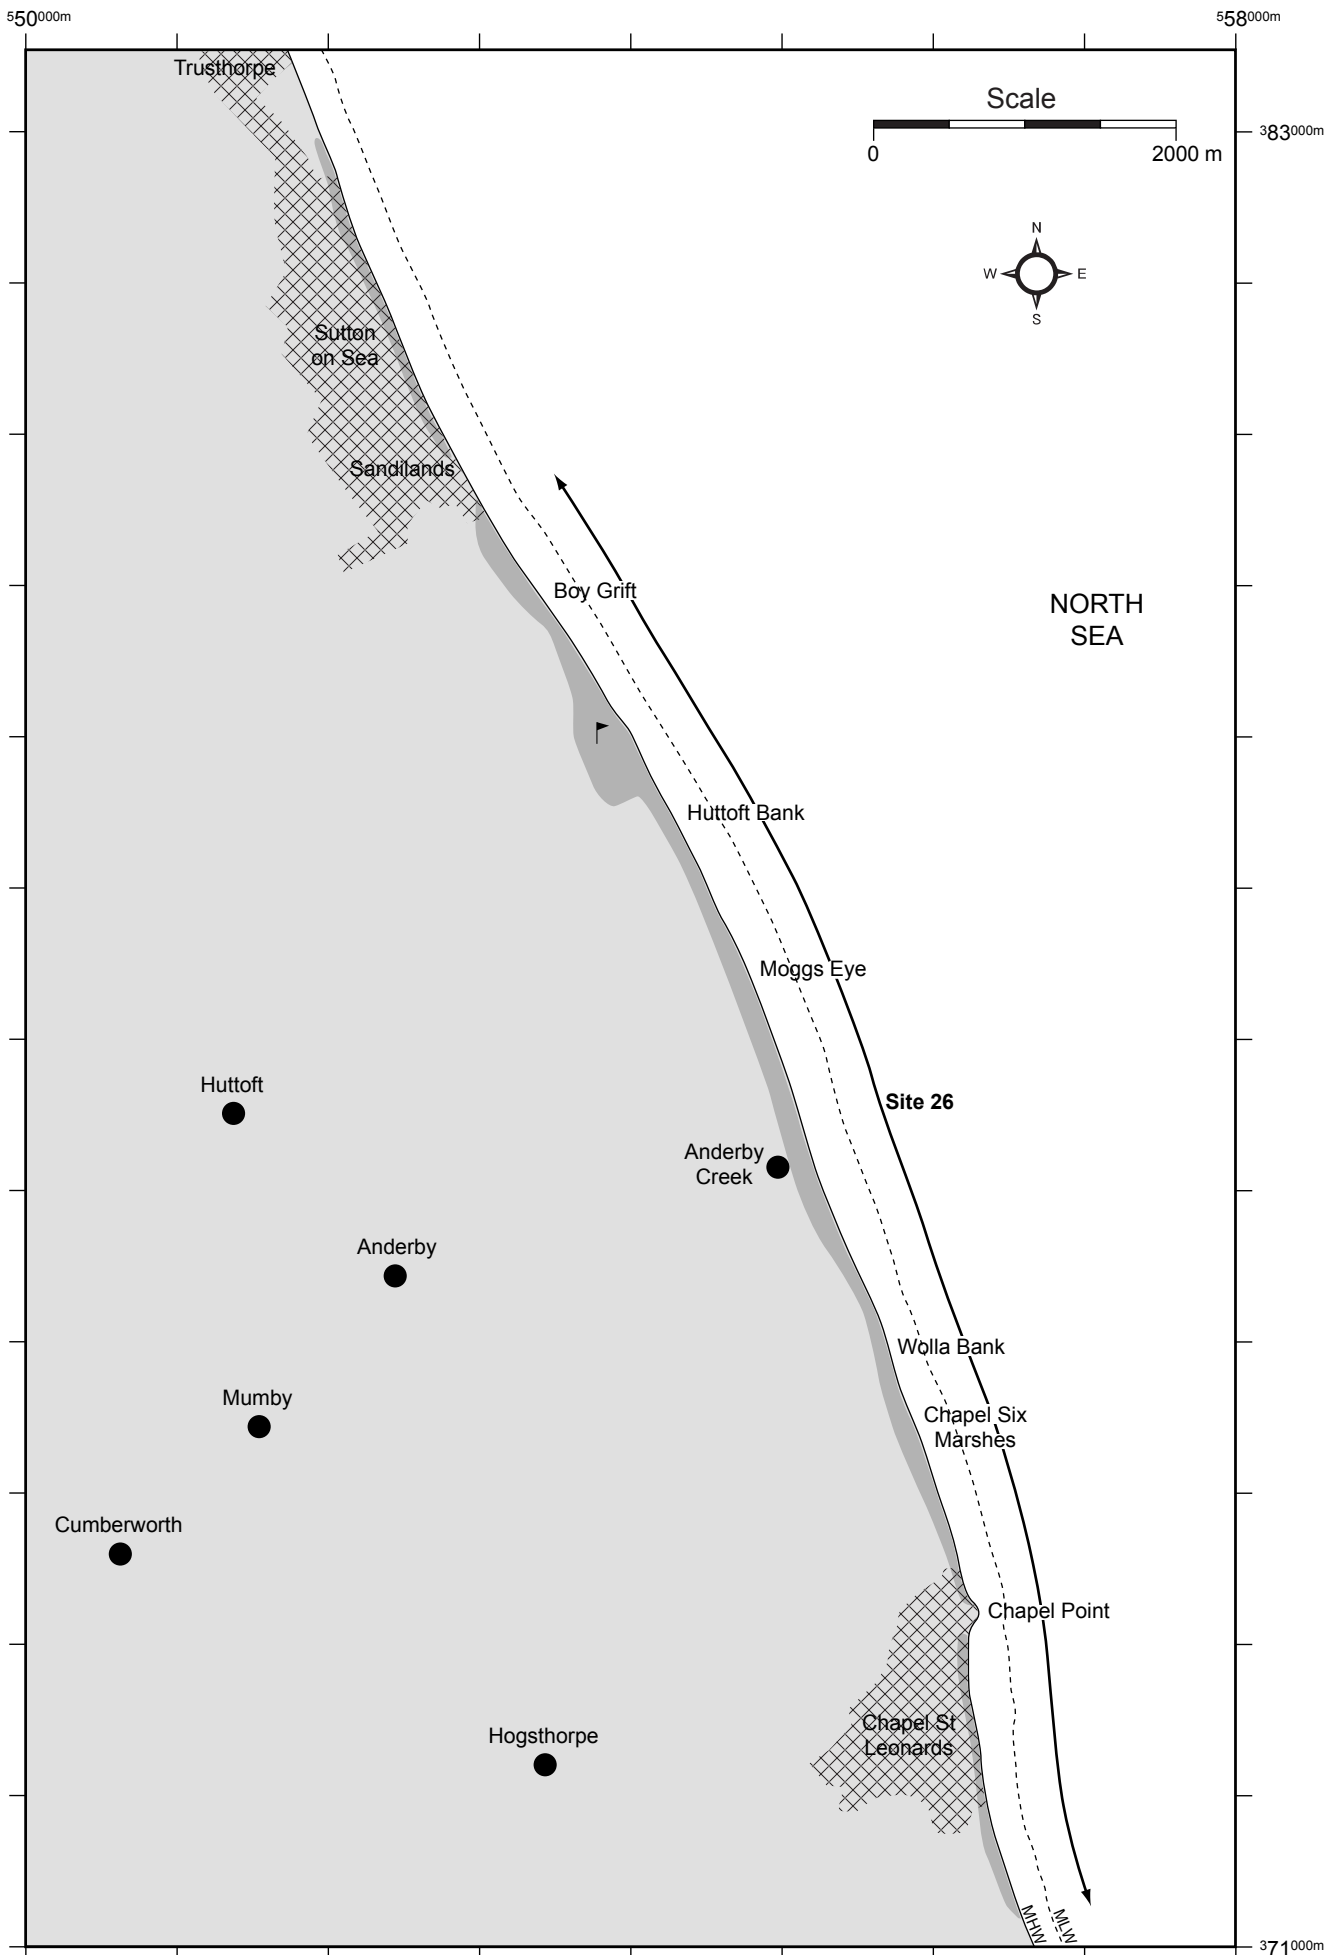 550000m
558000m
Trusthorpe
Scale
0
2000 m
383000m
N
W
E
S
Sutton
on Sea
Sandilands
Boy Grift
NORTH
SEA
Huttoft Bank
Moggs Eye
Huttoft
Site 26
Anderby
Creek
Anderby
Wolla Bank
Mumby
Chapel Six
Marshes
Cumberworth
Chapel Point
Chapel St
Leonards
Hogsthorpe
MHW
MLW
371000m